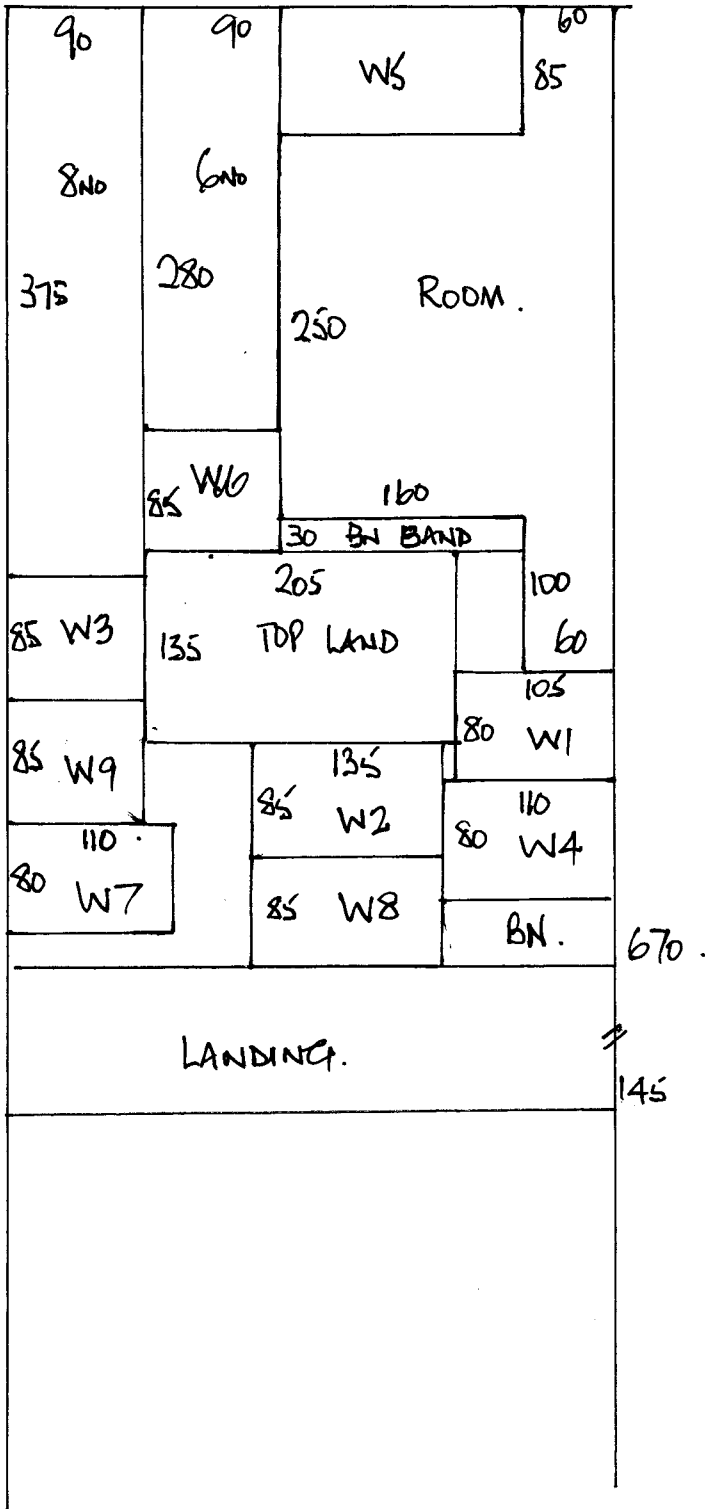 90
90
60
W5
85
8NO
6NO
375
280
250
ROOM.
85 W6
160
30 BN BAND
205
100
85 W3
135 TOP LAND
60
105
80 W1
85 W9
135
85 W2
110
80 W4
110
80 W7
85 W8
BN.
670.
LANDING.
145